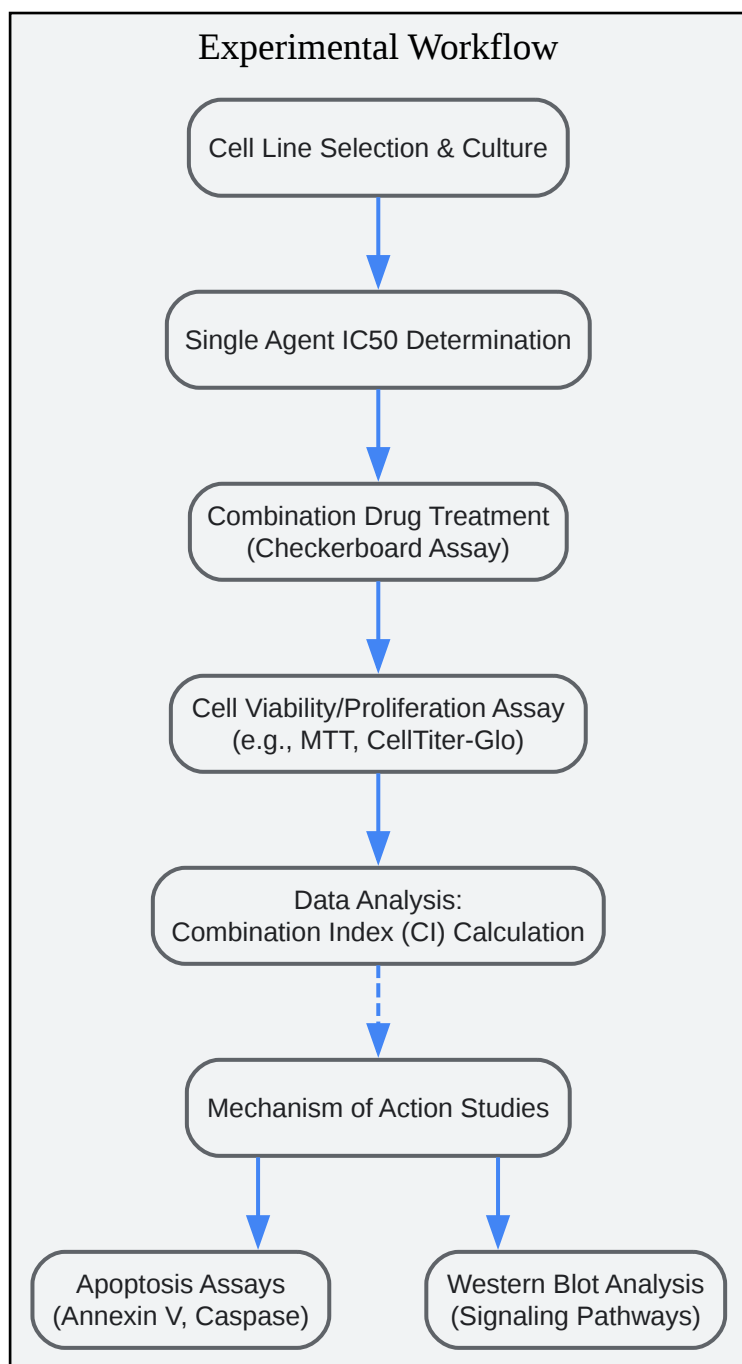 Experimental Workflow
Cell Line Selection & Culture
Single Agent IC50 Determination
Combination Drug Treatment
(Checkerboard Assay)
Cell Viability/Proliferation Assay
(e.g., MTT, CellTiter-Glo)
Data Analysis:
Combination Index (CI) Calculation
Mechanism of Action Studies
Apoptosis Assays
(Annexin V, Caspase)
Western Blot Analysis
(Signaling Pathways)